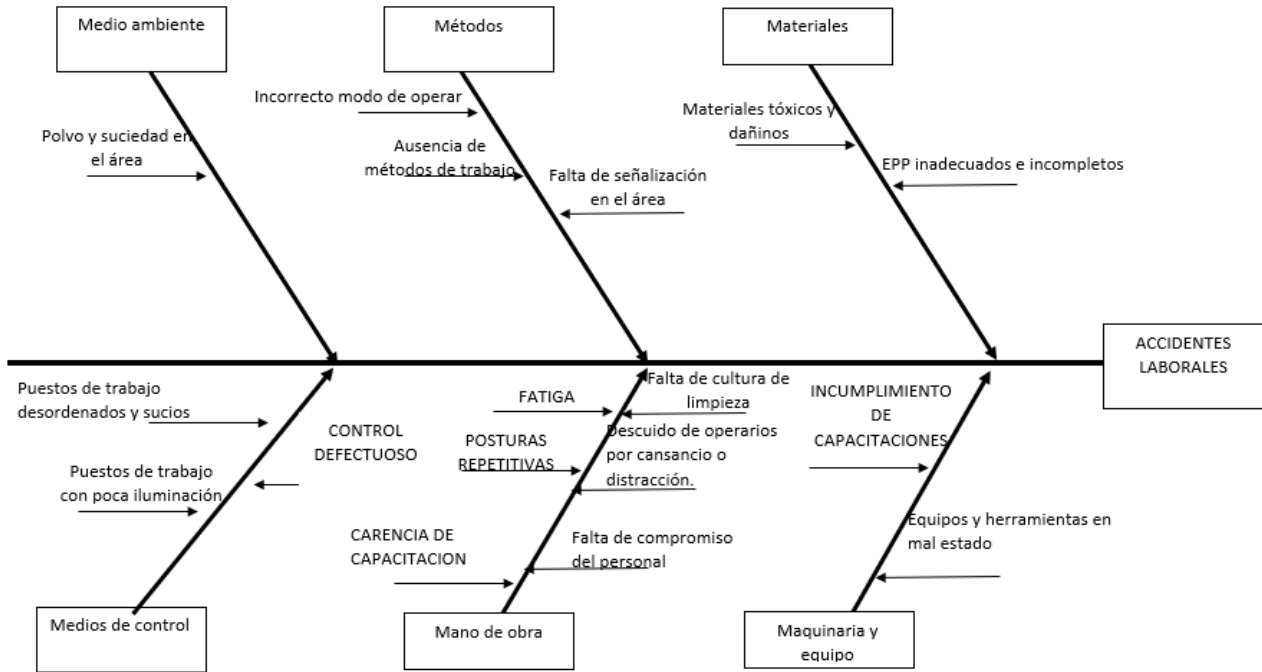 Medio ambiente
Métodos
Materiales
Incorrecto modo de operar
Polvo y suciedad en
el área
Ausencia de
métodos de trabajo
Falta de señalización
en el área
Materiales tóxicos y
dañinos
EPP inadecuados e incompletos
ACCIDENTES
LABORALES
Puestos de trabajo
desordenados y sucios
CONTROL
DEFECTUOSO
Puestos de trabajo
con poca iluminación
FATIGA
Falta de cultura de
limpieza
POSTURAS
REPETITIVAS
Descuido de operarios
por cansancio o
distracción.
CARENCIA DE
CAPACITACION
Falta de compromiso
del personal
INCUMPLIMIENTO
DE
CAPACITACIONES
Equipos y herramientas en
mal estado
Medios de control
Mano de obra
Maquinaria y
equipo